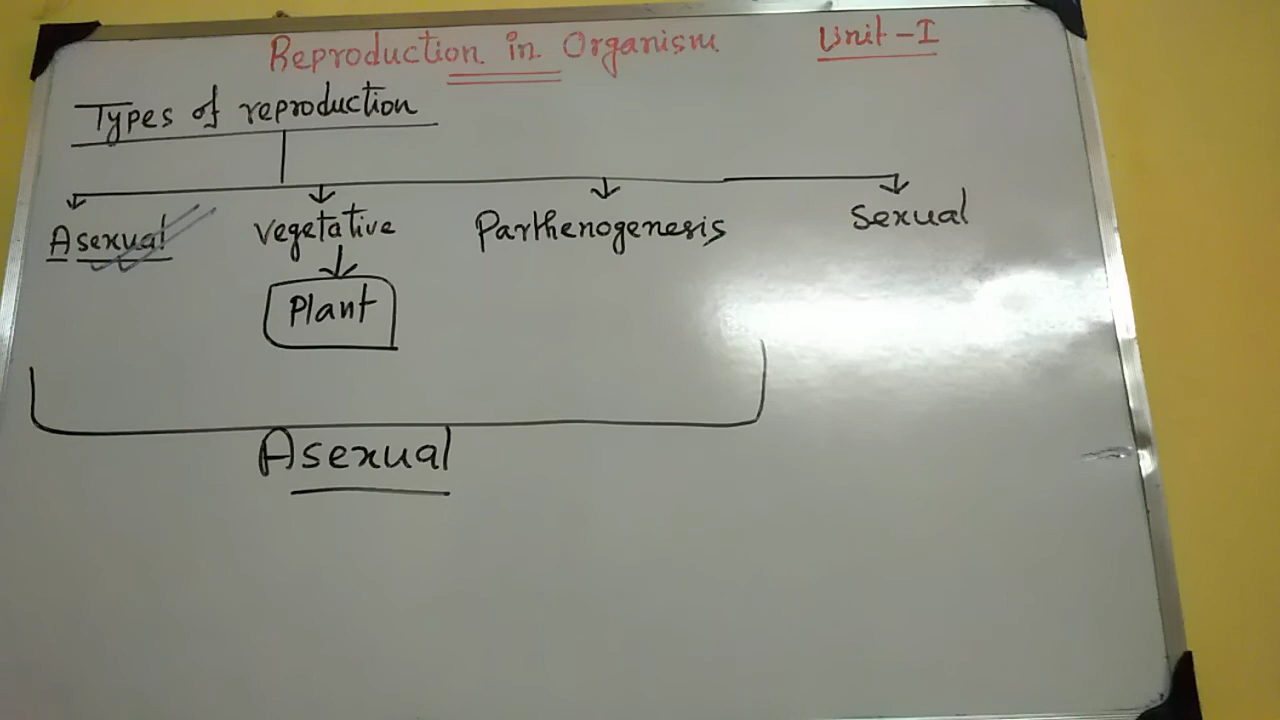 Reproduction in Organism Unit-I
Types of reproduction
Asexual vegetative Parthenogenesis Sexual
Plant
Asexual